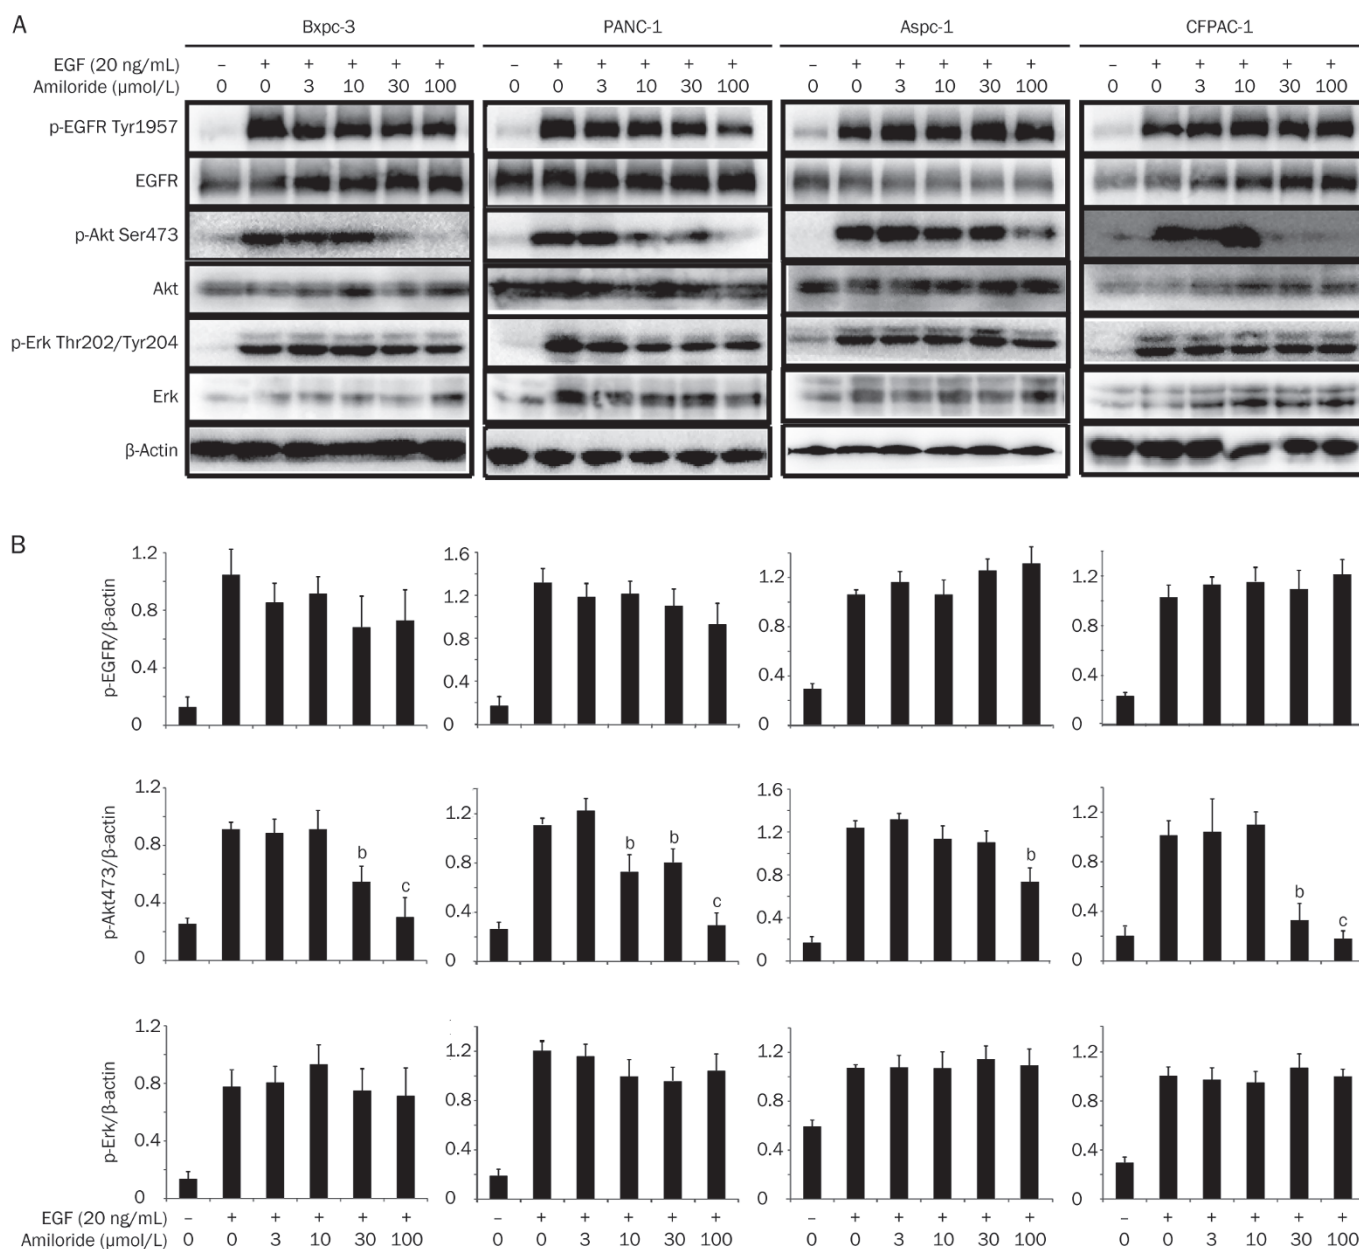 A
Bxpc-3 PANC-1 Aspc-1 CFPAC-1
EGF (20 ng/mL) – + + + + + – + + + + + – + + + + + – + + + + +
Amiloride (µmol/L) 0 0 3 10 30 100 0 0 3 10 30 100 0 0 3 10 30 100 0 0 3 10 30 100
p-EGFR Tyr1957
EGFR
p-Akt Ser473
Akt
p-Erk Thr202/Tyr204
Erk
β-Actin
B
p-EGFR/β-actin
1.2 1.6 1.2 1.2
0.8 1.2 0.8 0.8
0.4 0.8 0.4 0.4
0 0.4 0 0
0
p-Akt473/β-actin
1.2 1.2 1.6 1.2
0.8 0.8 1.2 0.8
0.4 0.4 0.8 0.4
0 0 0.4 0
0
b c b b c b b c
p-Erk/β-actin
1.2 1.2 1.2 1.2
0.8 0.8 0.8 0.8
0.4 0.4 0.4 0.4
0 0 0 0
EGF (20 ng/mL) – + + + + + – + + + + + – + + + + + – + + + + +
Amiloride (µmol/L) 0 0 3 10 30 100 0 0 3 10 30 100 0 0 3 10 30 100 0 0 3 10 30 100